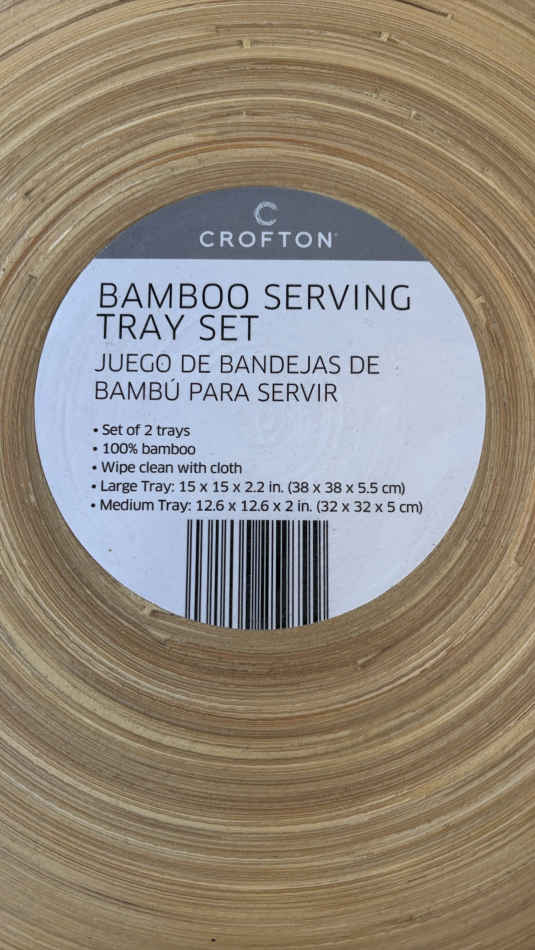 CROFTON
BAMBOO SERVING
TRAY SET
JUEGO DE BANDEJAS DE
BAMBÚ PARA SERVIR
• Set of 2 trays
• 100% bamboo
• Wipe clean with cloth
• Large Tray: 15 x 15 x 2.2 in. (38 x 38 x 5.5 cm)
• Medium Tray: 12.6 x 12.6 x 2 in. (32 x 32 x 5 cm)